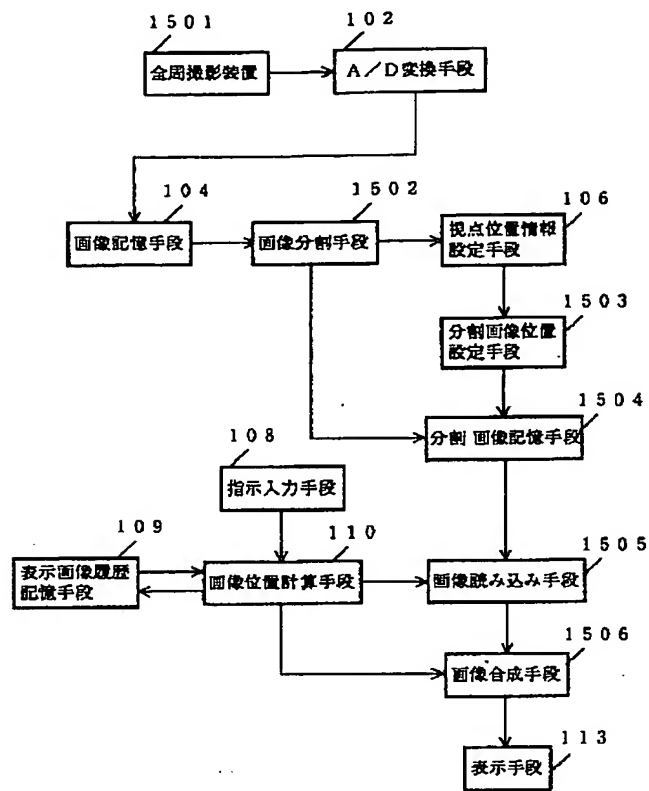 1501
102
全周撮影装置
A/D変換手段
104
1502
106
画像記憶手段
画像分割手段
視点位置情報
設定手段
1503
分割画像位置
設定手段
1504
分割画像記憶手段
108
指示入力手段
109
110
1505
表示画像履歴
記憶手段
画像位置計算手段
画像読み込み手段
1506
画像合成手段
113
表示手段